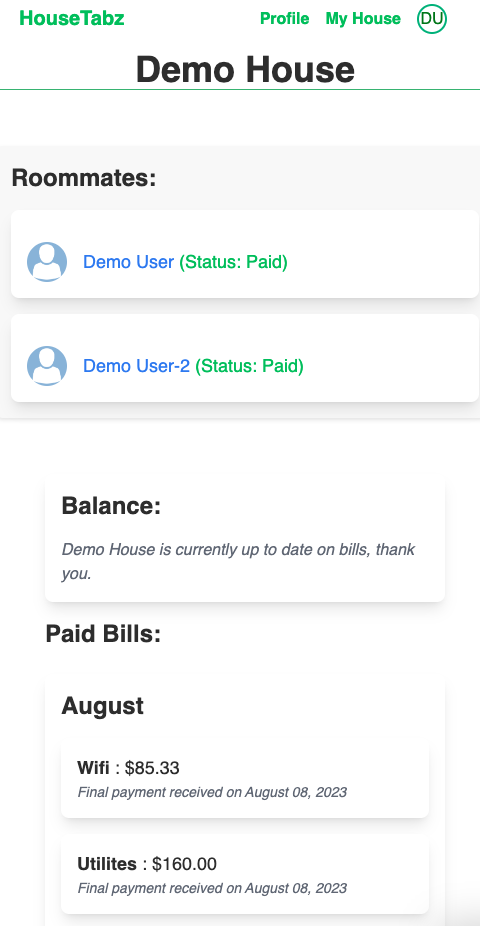 HouseTabz Profile My House DU
Demo House
Roommates:
Demo User (Status: Paid)
Demo User-2 (Status: Paid)
Balance:
Demo House is currently up to date on bills, thank
you.
Paid Bills:
August
Wifi : $85.33
Final payment received on August 08, 2023
Utilites : $160.00
Final payment received on August 08, 2023